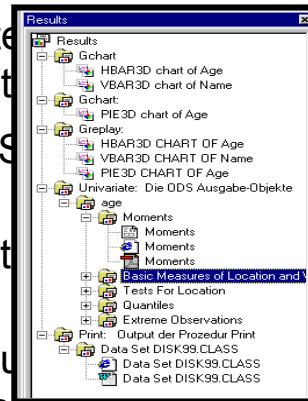 Results
Results
Gchart
HBAR3D chart of Age
VBAR3D chart of Name
Gchart:
PIE3D chart of Age
Greplay:
HBAR3D CHART OF Age
VBAR3D CHART OF Name
PIE3D CHART OF Age
Univariate: Die ODS Ausgabe-Objekte
age
Moments
Moments
Moments
Moments
Basic Measures of Location and V
Tests For Location
Quantiles
Extreme Observations
Print: Output der Prozedur Print
Data Set DISK99.CLASS
Data Set DISK99.CLASS
Data Set DISK99.CLASS